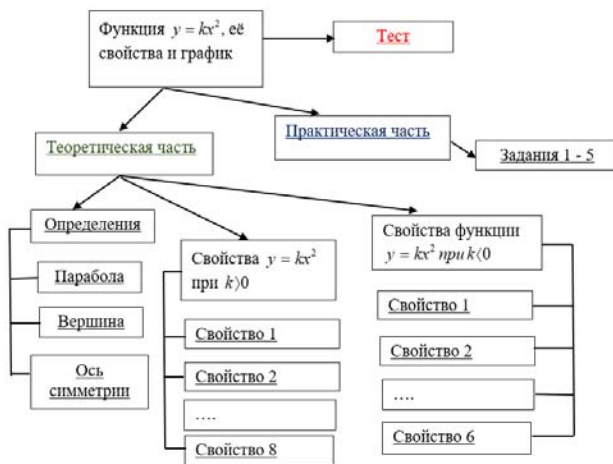 Функция y = kx², её
свойства и график
Тест
Теоретическая часть
Практическая часть
Задания 1 - 5
Определения
Парабола
Вершина
Ось
симметрии
Свойства y = kx²
при k⟩0
Свойство 1
Свойство 2
….
Свойство 8
Свойства функции
y = kx² при k⟨0
Свойство 1
Свойство 2
….
Свойство 6